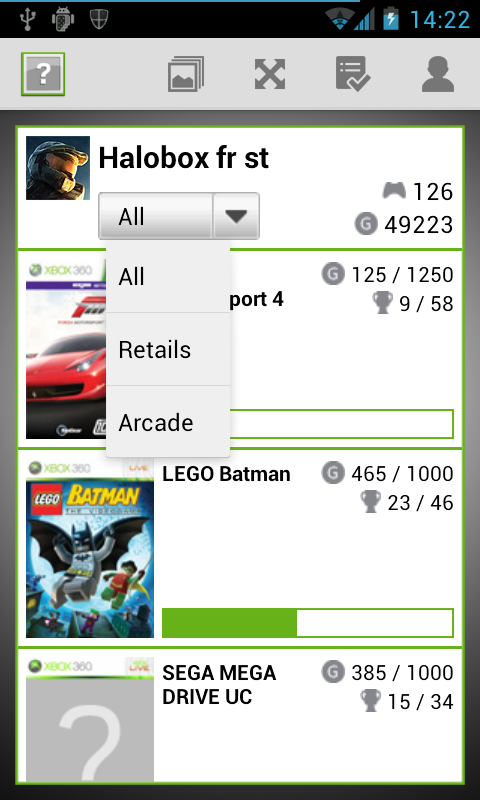 14:22
?
Halobox fr st
126
All
G 49223
All
Retails
Arcade
XBOX 360
G 125 / 1250
port 4
9 / 58
XBOX 360 LIVE
LEGO Batman
G 465 / 1000
23 / 46
LEGO BATMAN
THE VIDEOGAME
XBOX 360 LIVE
SEGA MEGA
DRIVE UC
G 385 / 1000
15 / 34
?